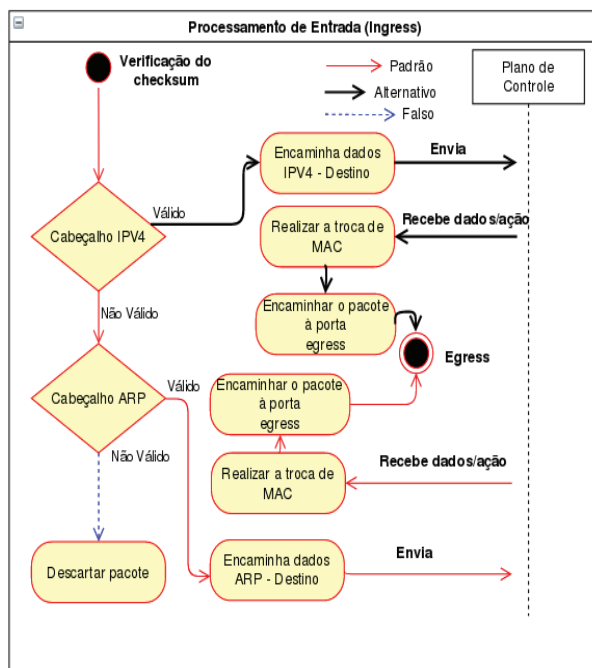 Processamento de Entrada (Ingress)
Verificação do
checksum
Padrão
Alternativo
Falso
Plano de
Controle
Encaminha dados
IPV4 - Destino
Envia
Válido
Cabeçalho IPV4
Realizar a troca de
MAC
Recebe dados/ação
Não Válido
Encaminhar o pacote
à porta
egress
Egress
Cabeçalho ARP
Válido
Encaminhar o pacote
à porta
egress
Não Válido
Realizar a troca de
MAC
Recebe dados/ação
Descartar pacote
Encaminha dados
ARP - Destino
Envia